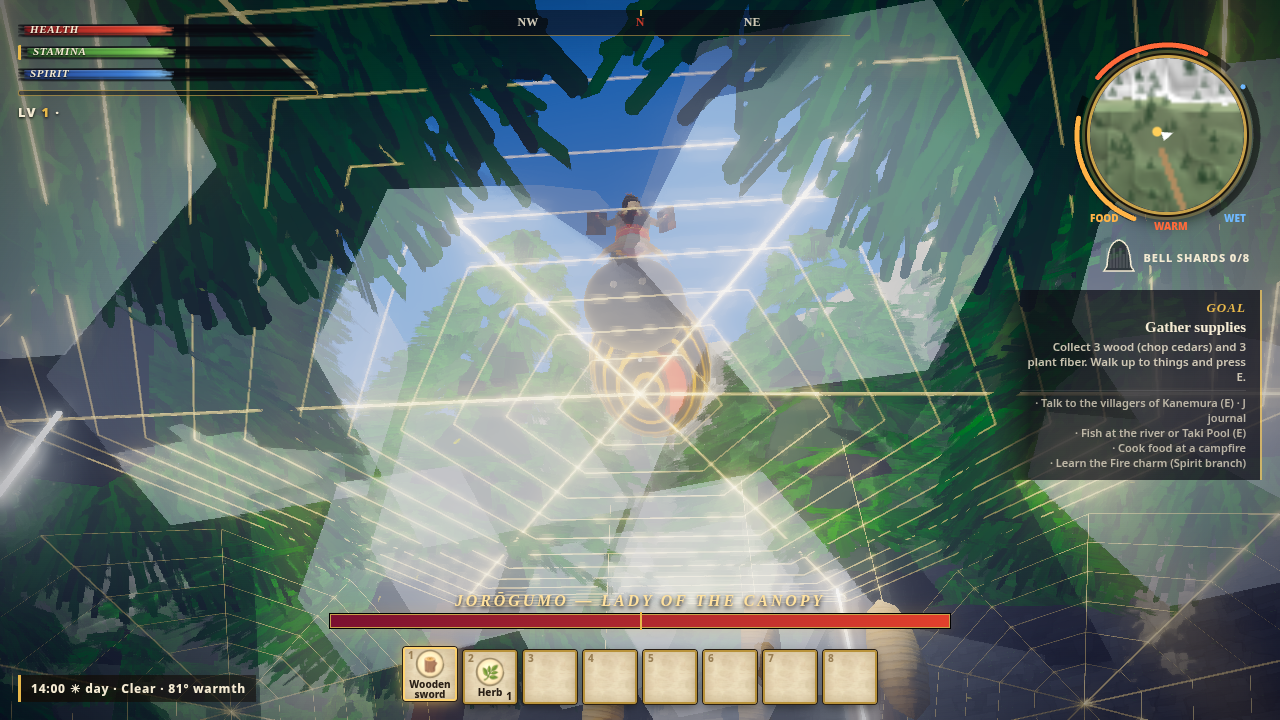 NW N NE
HEALTH
STAMINA
SPIRIT
LV 1 ·
FOOD
WARM
WET
BELL SHARDS 0/8
GOAL
Gather supplies
Collect 3 wood (chop cedars) and 3
plant fiber. Walk up to things and press
E.
· Talk to the villagers of Kanemura (E) · J
journal
· Fish at the river or Taki Pool (E)
· Cook food at a campfire
· Learn the Fire charm (Spirit branch)
JORŌGUMO — LADY OF THE CANOPY
1 2 3 4 5 6 7 8
Wooden
sword
Herb 1
14:00 ☀ day · Clear · 81° warmth